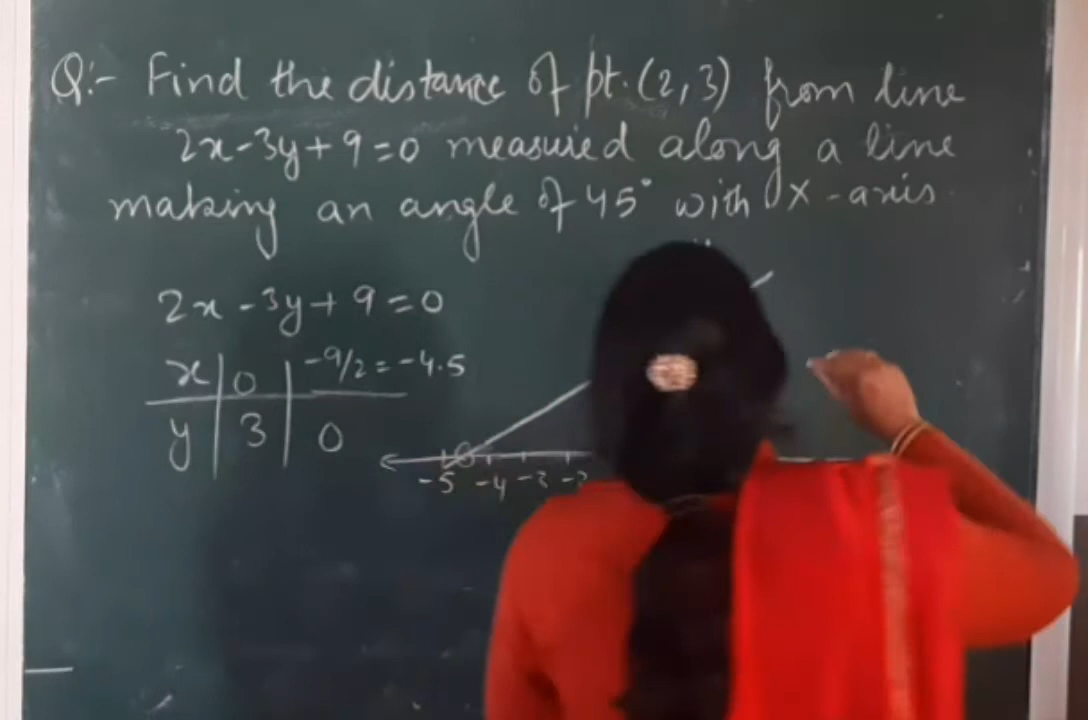 Q:- Find the distance of pt. (2,3) from line
2x-3y+9=0 measured along a line
making an angle of 45° with x-axis.
2x-3y+9=0
x | 0 | -9/2=-4.5
y | 3 | 0
-5 -4 -3 -2